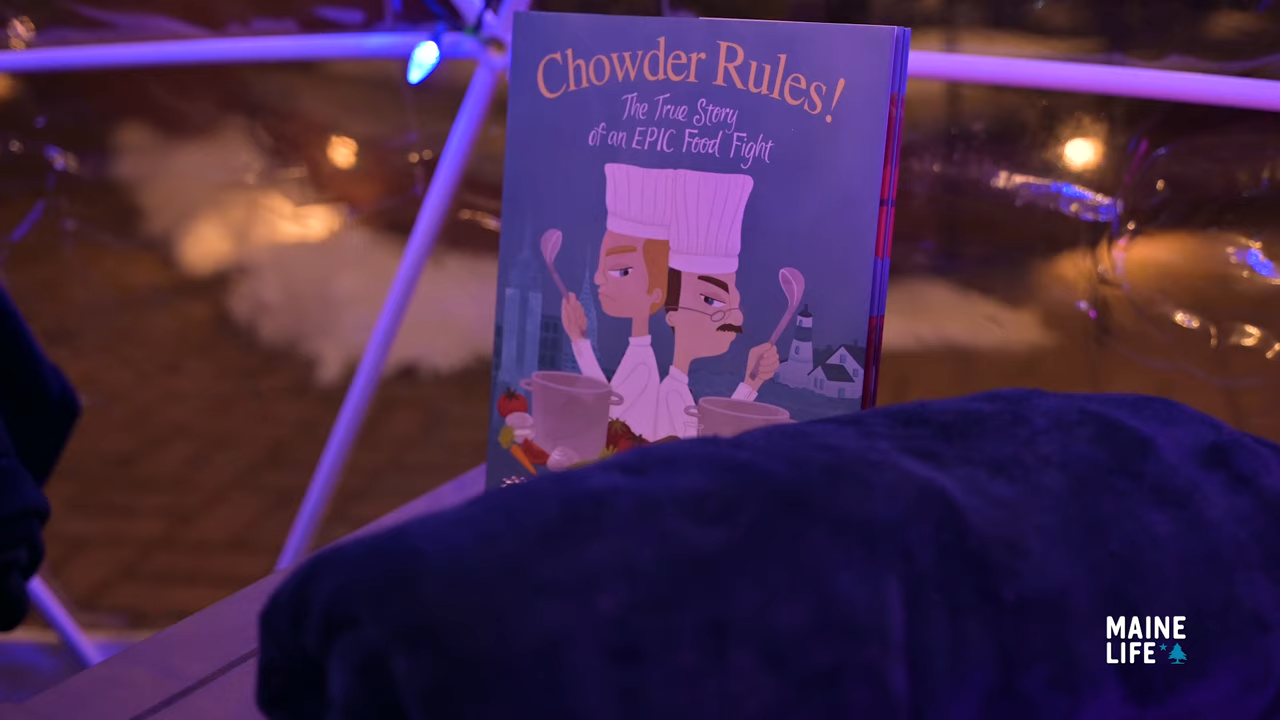 Chowder Rules!
The True Story
of an EPIC Food Fight
MAINE
LIFE